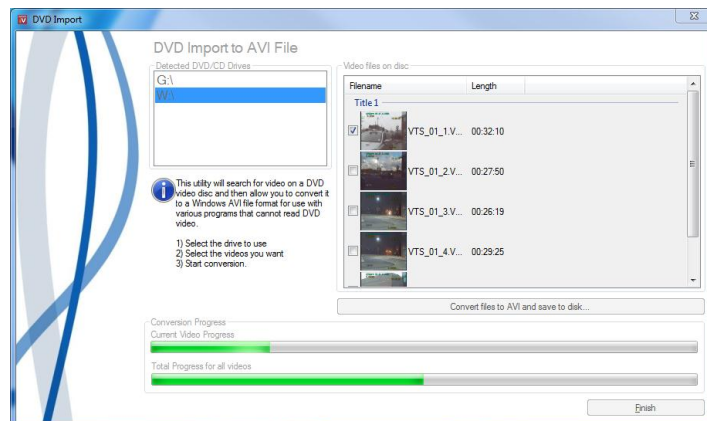 DVD Import
DVD Import to AVI File
Detected DVD/CD Drives
G:\
W:\
This utility will search for video on a DVD
video disc and then allow you to convert it
to a Windows AVI file format for use with
various programs that cannot read DVD
video.
1) Select the drive to use
2) Select the videos you want
3) Start conversion.
Video files on disc
Filename Length
Title 1
VTS_01_1.V... 00:32:10
VTS_01_2.V... 00:27:50
VTS_01_3.V... 00:26:19
VTS_01_4.V... 00:29:25
Convert files to AVI and save to disk...
Conversion Progress
Current Video Progress
Total Progress for all videos
Finish